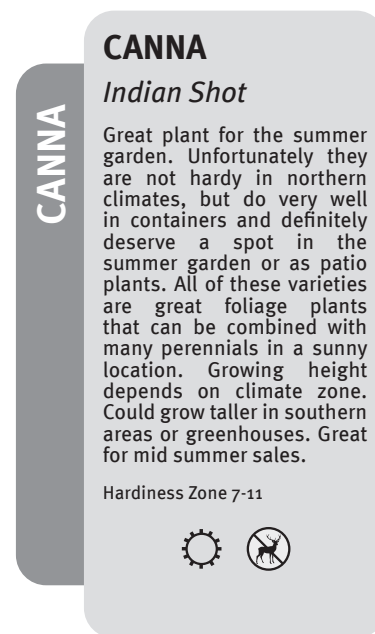 CANNA
CANNA
Indian Shot
Great plant for the summer
garden. Unfortunately they
are not hardy in northern
climates, but do very well
in containers and definitely
deserve a spot in the
summer garden or as patio
plants. All of these varieties
are great foliage plants
that can be combined with
many perennials in a sunny
location. Growing height
depends on climate zone.
Could grow taller in southern
areas or greenhouses. Great
for mid summer sales.
Hardiness Zone 7-11